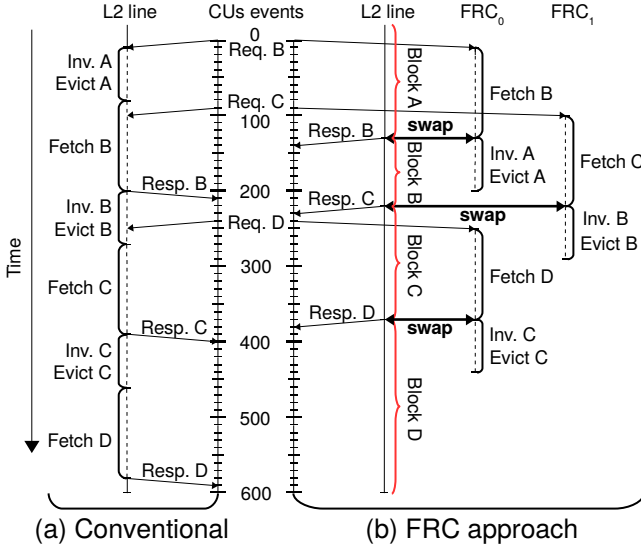 L2 line
CUs events
L2 line
FRC0
FRC1
0
Req. B
Inv. A
Evict A
Block A
Fetch B
Req. C
100
Resp. B
swap
Fetch B
Block B
Inv. A
Evict A
Fetch C
Resp. B
200
Resp. C
swap
Inv. B
Evict B
Req. D
Inv. B
Evict B
Time
Fetch C
300
Block C
Fetch D
Resp. C
Resp. D
swap
400
Inv. C
Evict C
Inv. C
Evict C
Fetch D
500
Block D
Resp. D
600
(a) Conventional
(b) FRC approach